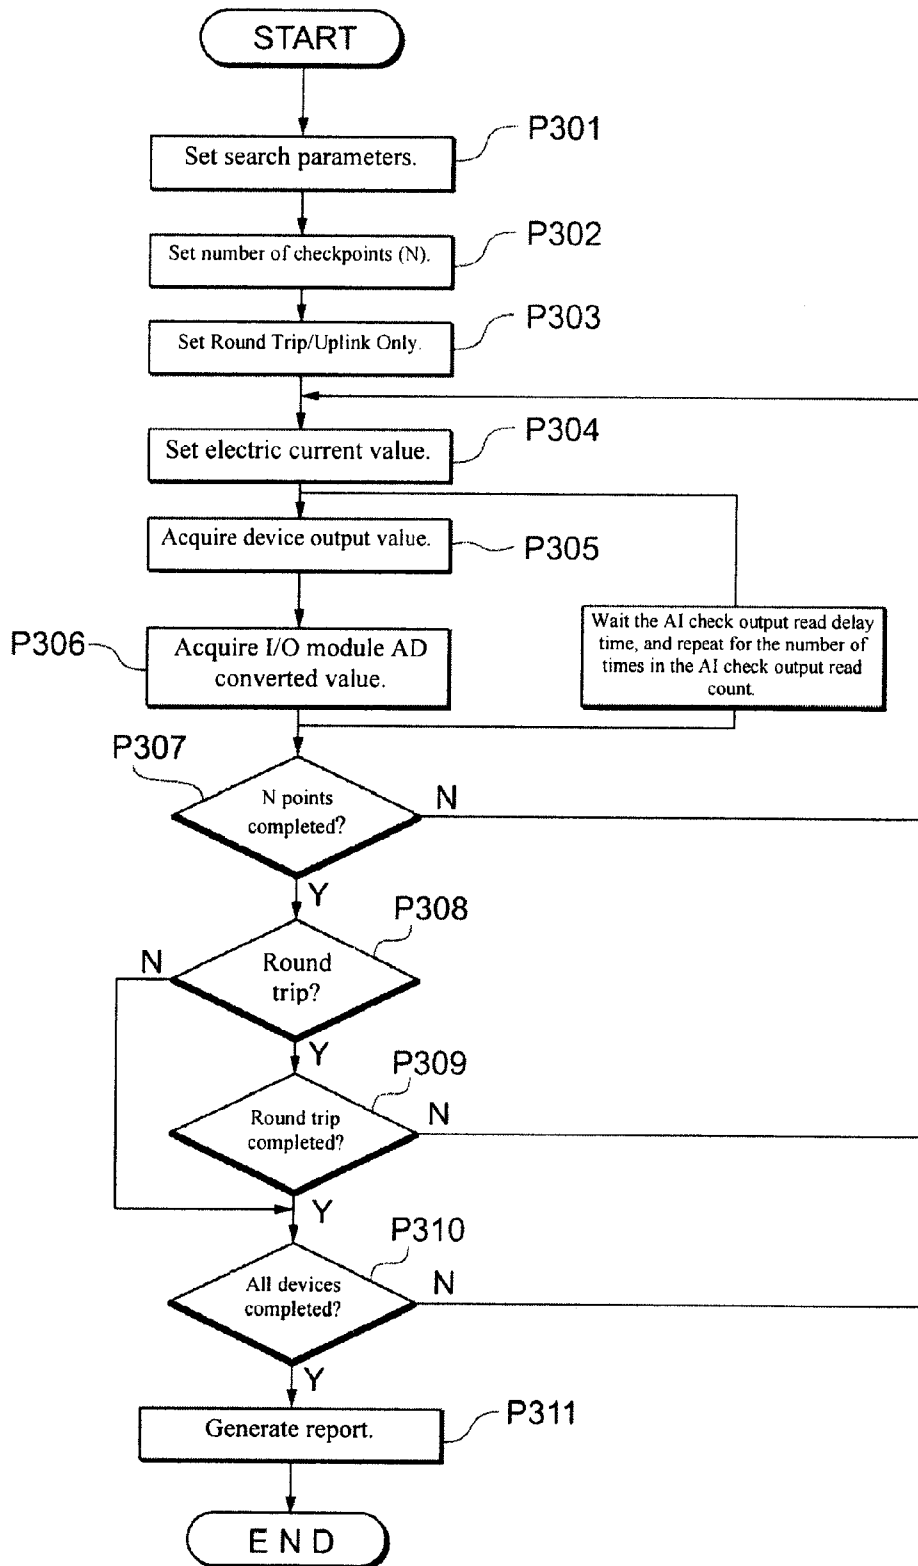 START
P301
Set search parameters.
P302
Set number of checkpoints (N).
P303
Set Round Trip/Uplink Only.
P304
Set electric current value.
Acquire device output value.
P305
P306
Acquire I/O module AD
converted value.
Wait the AI check output read delay
time, and repeat for the number of
times in the AI check output read
count.
P307
N points
completed?
N
Y
P308
Round
trip?
N
Y
P309
Round trip
completed?
N
Y
P310
All devices
completed?
N
Y
Generate report.
P311
E N D